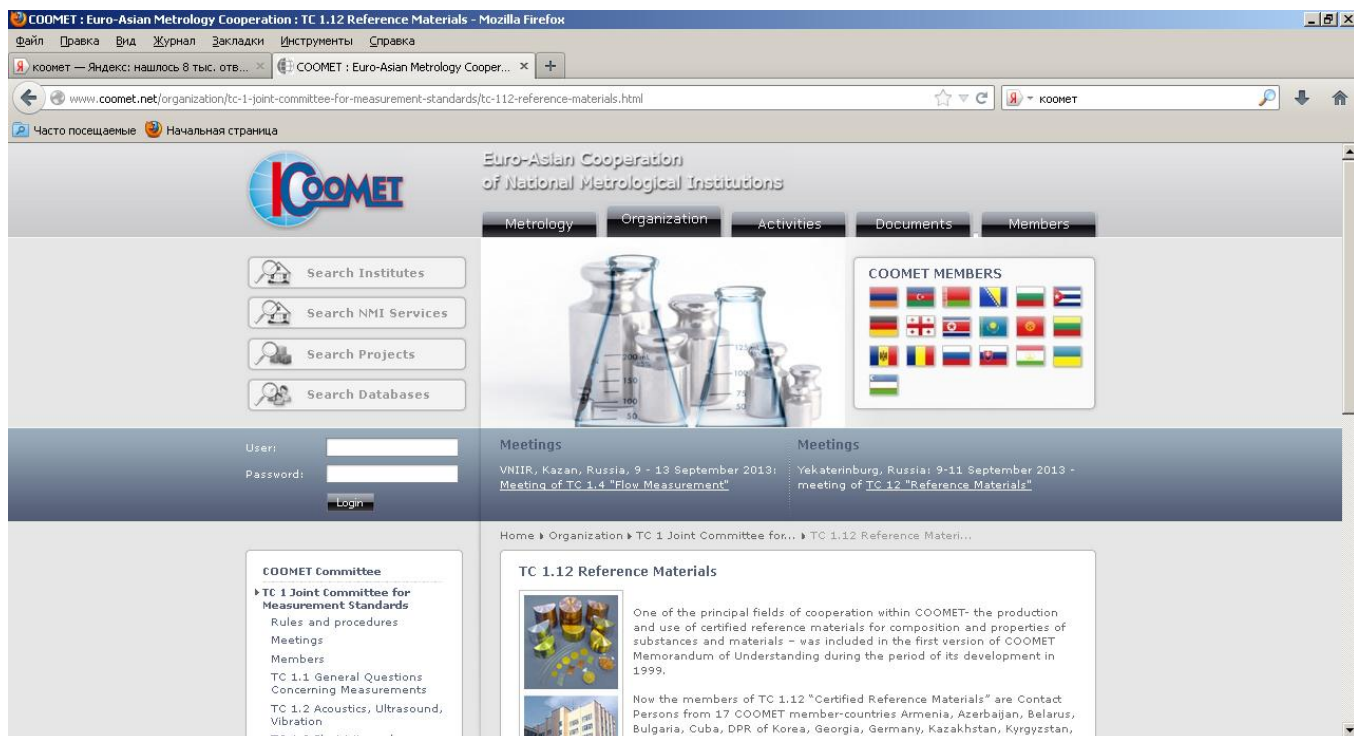 COOMET : Euro-Asian Metrology Cooperation : TC 1.12 Reference Materials - Mozilla Firefox
Файл Правка Вид Журнал Закладки Инструменты Справка
коомет — Яндекс: нашлось 8 тыс. отв... COOMET : Euro-Asian Metrology Cooper...
www.coomet.net/organization/tc-1-joint-committee-for-measurement-standards/tc-112-reference-materials.html
коомет
Часто посещаемые Начальная страница
COOMET
Euro-Asian Cooperation
of National Metrological Institutions
Metrology Organization Activities Documents Members
Search Institutes
Search NMI Services
Search Projects
Search Databases
COOMET MEMBERS
User:
Password:
Login
Meetings
VNIIR, Kazan, Russia, 9 - 13 September 2013:
Meeting of TC 1.4 "Flow Measurement"
Meetings
Yekaterinburg, Russia: 9-11 September 2013 -
meeting of TC 12 "Reference Materials"
Home Organization TC 1 Joint Committee for... TC 1.12 Reference Materi...
COOMET Committee
TC 1 Joint Committee for
Measurement Standards
Rules and procedures
Meetings
Members
TC 1.1 General Questions
Concerning Measurements
TC 1.2 Acoustics, Ultrasound,
Vibration
TC 1.12 Reference Materials
One of the principal fields of cooperation within COOMET- the production
and use of certified reference materials for composition and properties of
substances and materials – was included in the first version of COOMET
Memorandum of Understanding during the period of its development in
1999.
Now the members of TC 1.12 “Certified Reference Materials” are Contact
Persons from 17 COOMET member-countries Armenia, Azerbaijan, Belarus,
Bulgaria, Cuba, DPR of Korea, Georgia, Germany, Kazakhstan, Kyrgyzstan,